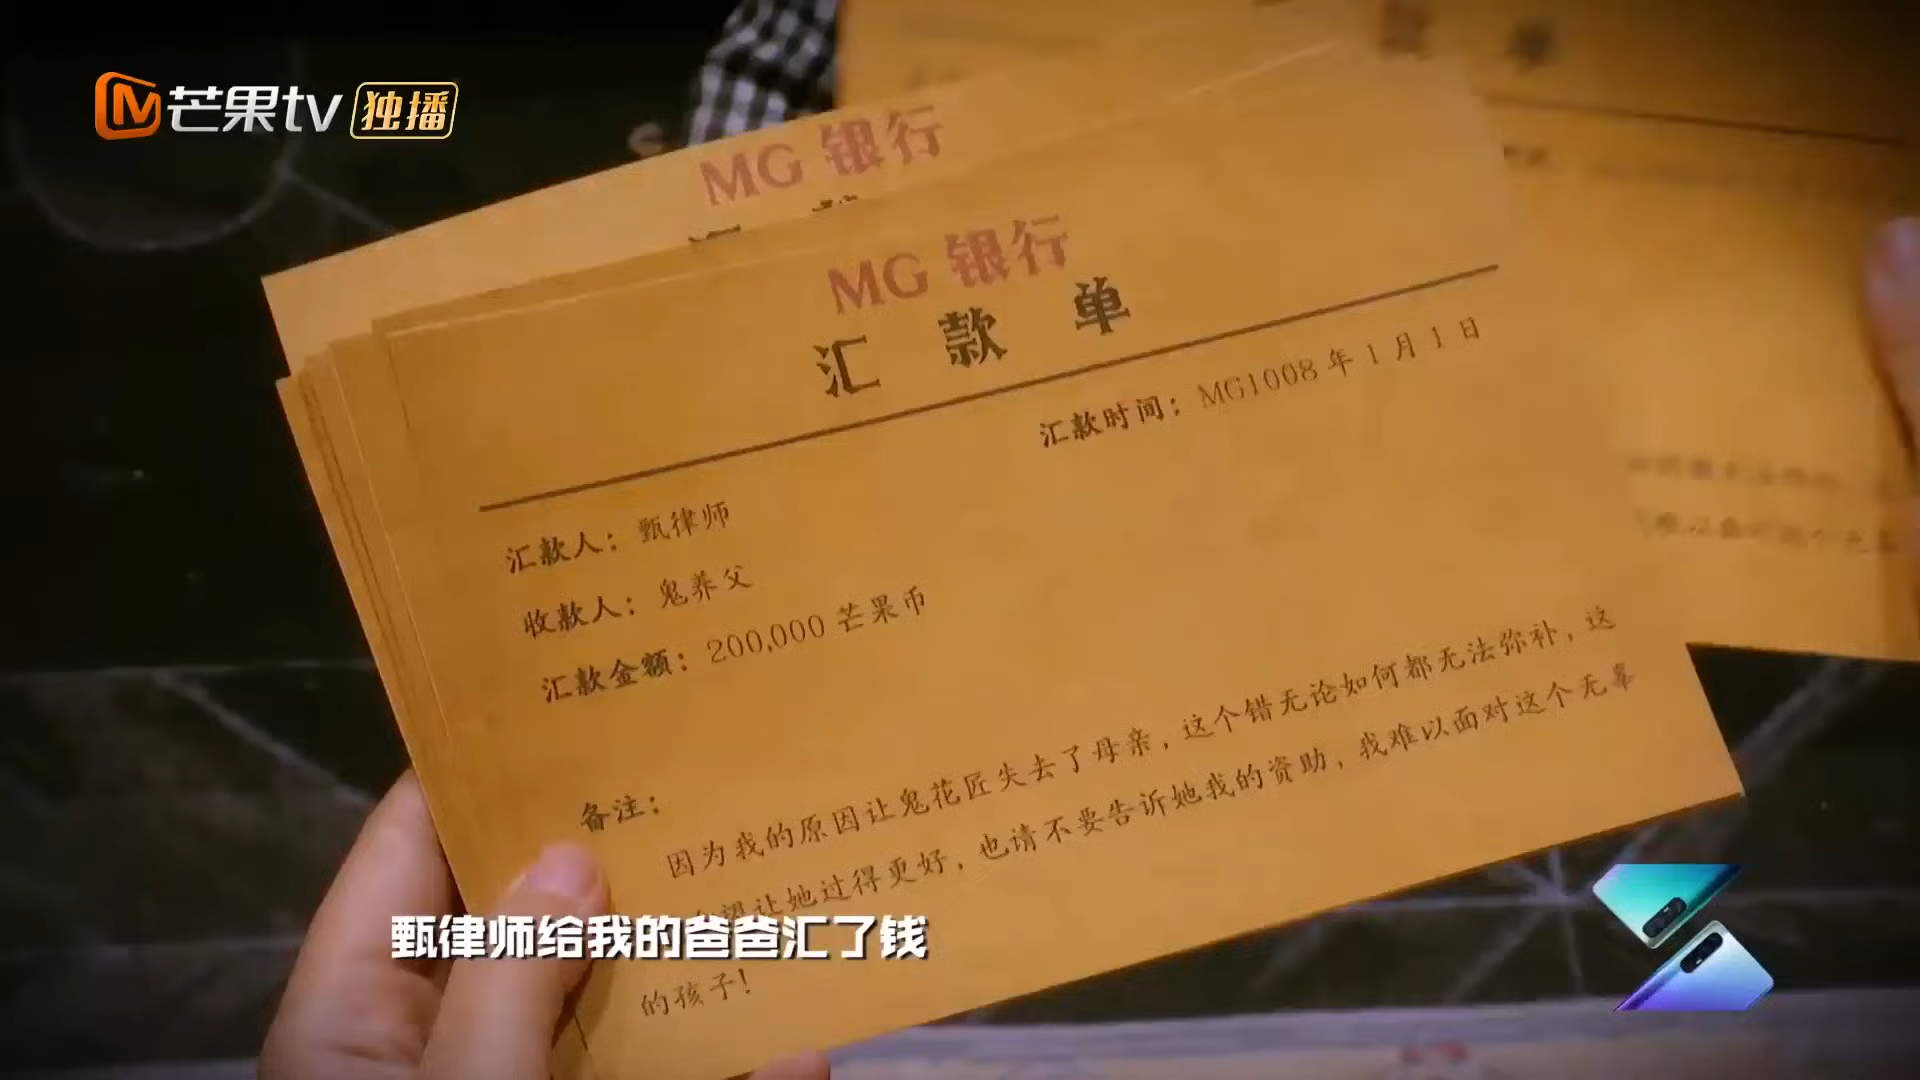 芒果tv 独播
MG 银行
MG 银行
汇款单
汇款时间：MG1008年1月1日
汇款人：甄律师
收款人：鬼养父
汇款金额：200,000芒果币
备注：
因为我的原因让鬼花匠失去了母亲，这个错无论如何都无法弥补，这
望让她过得更好，也请不要告诉她我的资助，我难以面对这个无辜
的孩子！
甄律师给我的爸爸汇了钱